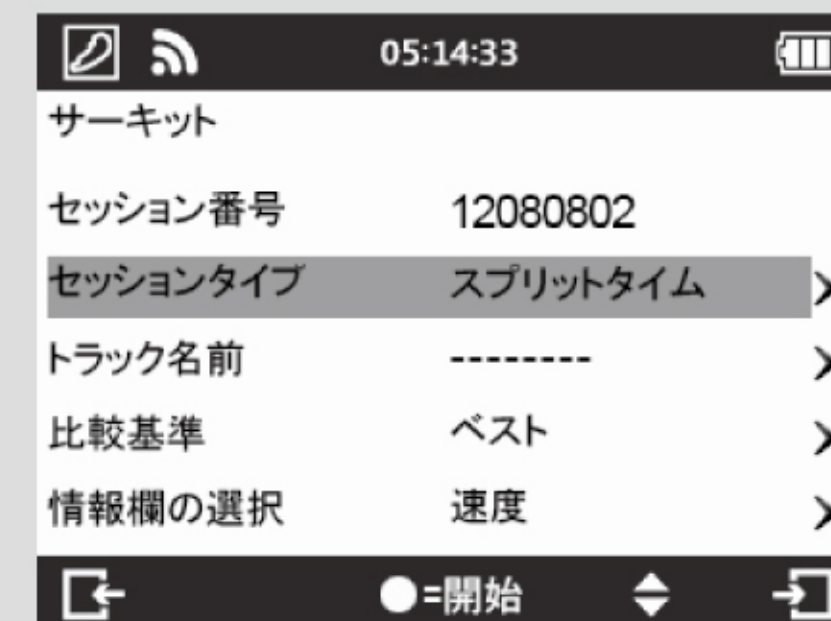 05:14:33
サーキット
セッション番号 12080802
セッションタイプ スプリットタイム
トラック名前 --------
比較基準 ベスト
情報欄の選択 速度
●=開始